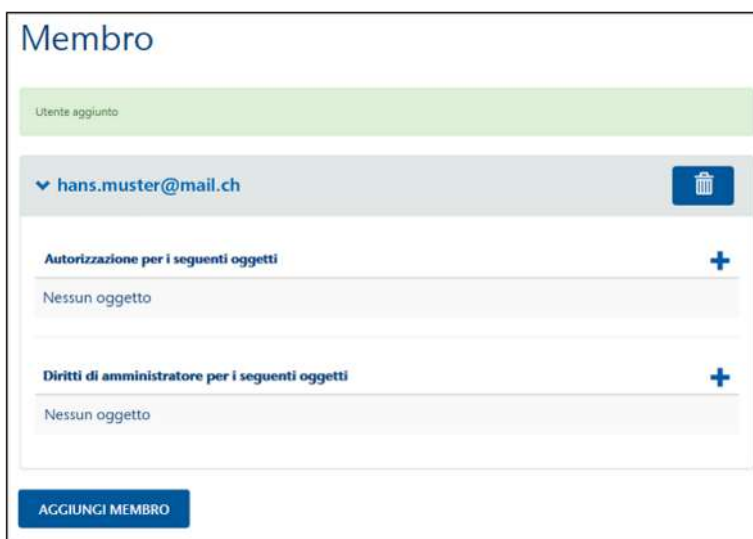 Membro
Utente aggiunto
hans.muster@mail.ch
Autorizzazione per i seguenti oggetti
Nessun oggetto
Diritti di amministratore per i seguenti oggetti
Nessun oggetto
AGGIUNGI MEMBRO